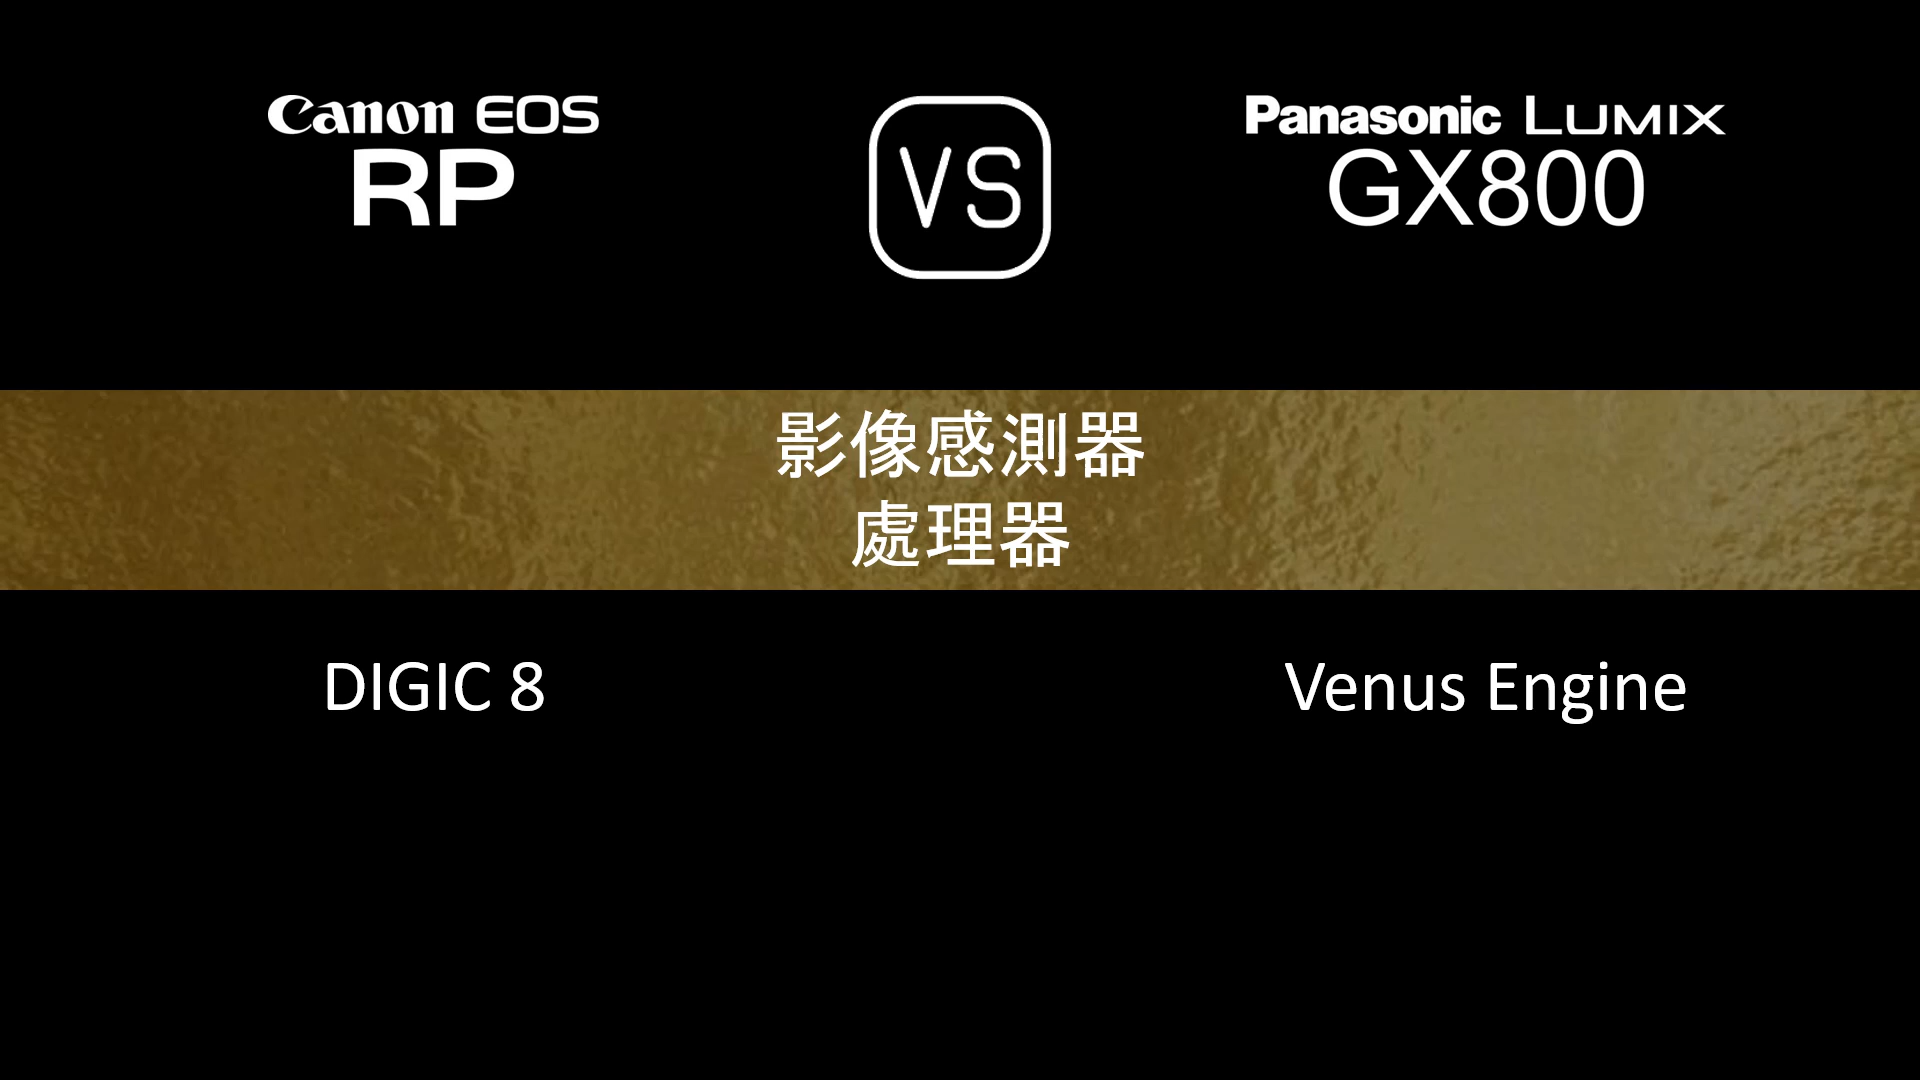 Canon EOS
RP
VS
Panasonic LUMIX
GX800
影像感測器
處理器
DIGIC 8
Venus Engine